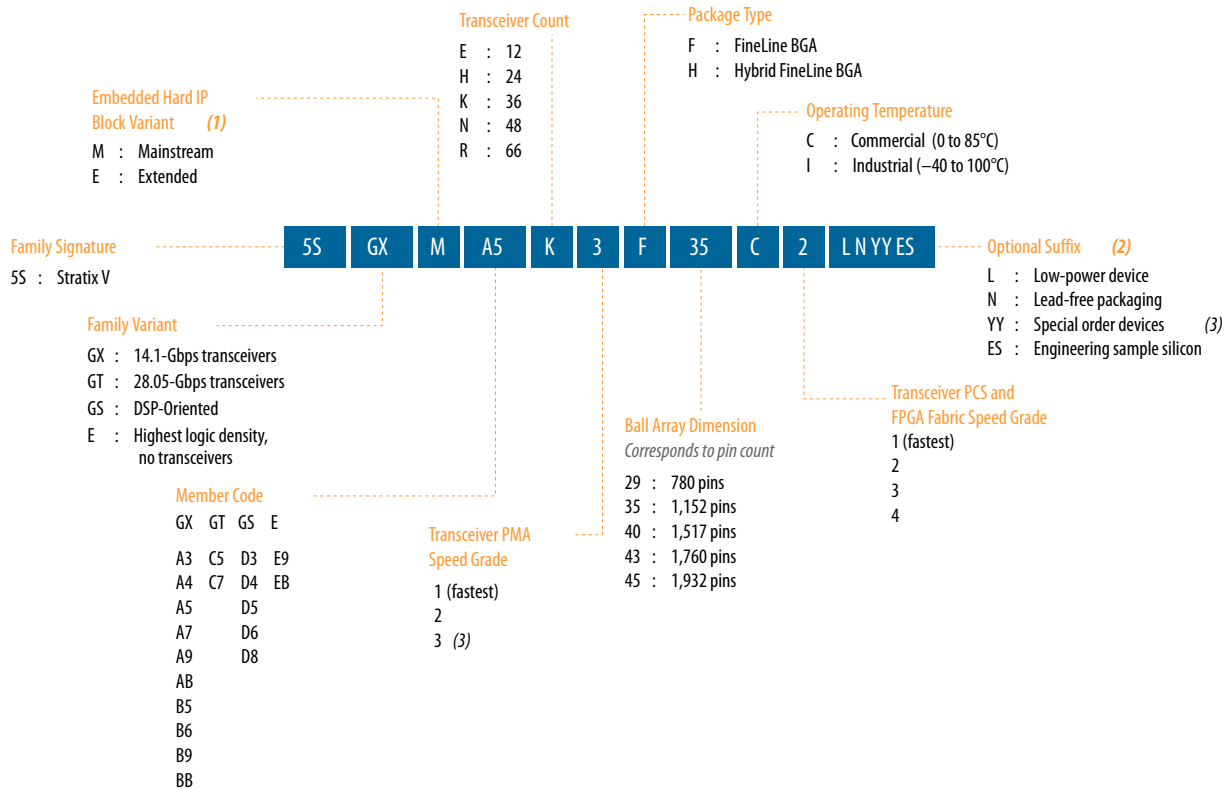 Transceiver Count
E : 12
H : 24
K : 36
N : 48
R : 66
Package Type
F : FineLine BGA
H : Hybrid FineLine BGA
Embedded Hard IP
Block Variant (1)
M : Mainstream
E : Extended
Operating Temperature
C : Commercial (0 to 85°C)
I : Industrial (–40 to 100°C)
Family Signature
5S : Stratix V
5S GX M A5 K 3 F 35 C 2 L N YY ES
Optional Suffix (2)
L : Low-power device
N : Lead-free packaging
YY : Special order devices (3)
ES : Engineering sample silicon
Family Variant
GX : 14.1-Gbps transceivers
GT : 28.05-Gbps transceivers
GS : DSP-Oriented
E : Highest logic density,
no transceivers
Member Code
GX GT GS E
A3 C5 D3 E9
A4 C7 D4 EB
A5 D5
A7 D6
A9 D8
AB
B5
B6
B9
BB
Transceiver PMA
Speed Grade
1 (fastest)
2
3 (3)
Ball Array Dimension
Corresponds to pin count
29 : 780 pins
35 : 1,152 pins
40 : 1,517 pins
43 : 1,760 pins
45 : 1,932 pins
Transceiver PCS and
FPGA Fabric Speed Grade
1 (fastest)
2
3
4